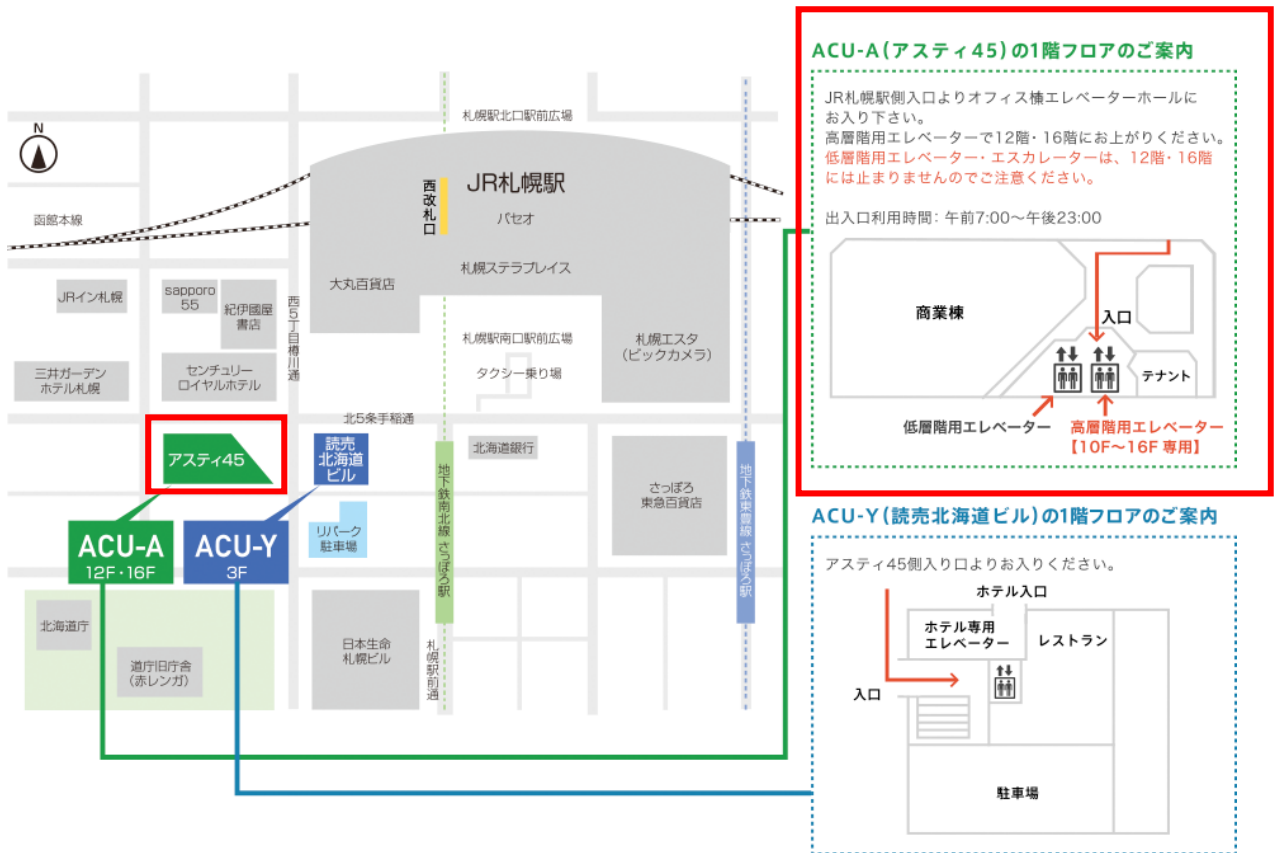 ACU-A(アスティ45)の1階フロアのご案内
JR札幌駅側入口よりオフィス棟エレベーターホールに
お入り下さい。
高層階用エレベーターで12階・16階にお上がりください。
低層階用エレベーター・エスカレーターは、12階・16階
には止まりませんのでご注意ください。
出入口利用時間：午前7:00～午後23:00
商業棟
入口
テナント
低層階用エレベーター
高層階用エレベーター
【10F～16F 専用】
N
札幌駅北口駅前広場
JR札幌駅
西改札口
パセオ
函館本線
札幌ステラプレイス
大丸百貨店
JRイン札幌
sapporo
55
紀伊國屋
書店
西5丁目樽川通
札幌駅南口駅前広場
札幌エスタ
(ビックカメラ)
タクシー乗り場
三井ガーデン
ホテル札幌
センチュリー
ロイヤルホテル
北5条手稲通
アスティ45
読売
北海道
ビル
北海道銀行
地下鉄南北線 さっぽろ駅
さっぽろ
東急百貨店
地下鉄東豊線 さっぽろ駅
ACU-A
12F・16F
ACU-Y
3F
リパーク
駐車場
北海道庁
道庁旧庁舎
(赤レンガ)
日本生命
札幌ビル
札幌駅前通
ACU-Y(読売北海道ビル)の1階フロアのご案内
アスティ45側入り口よりお入りください。
ホテル入口
ホテル専用
エレベーター
レストラン
入口
駐車場